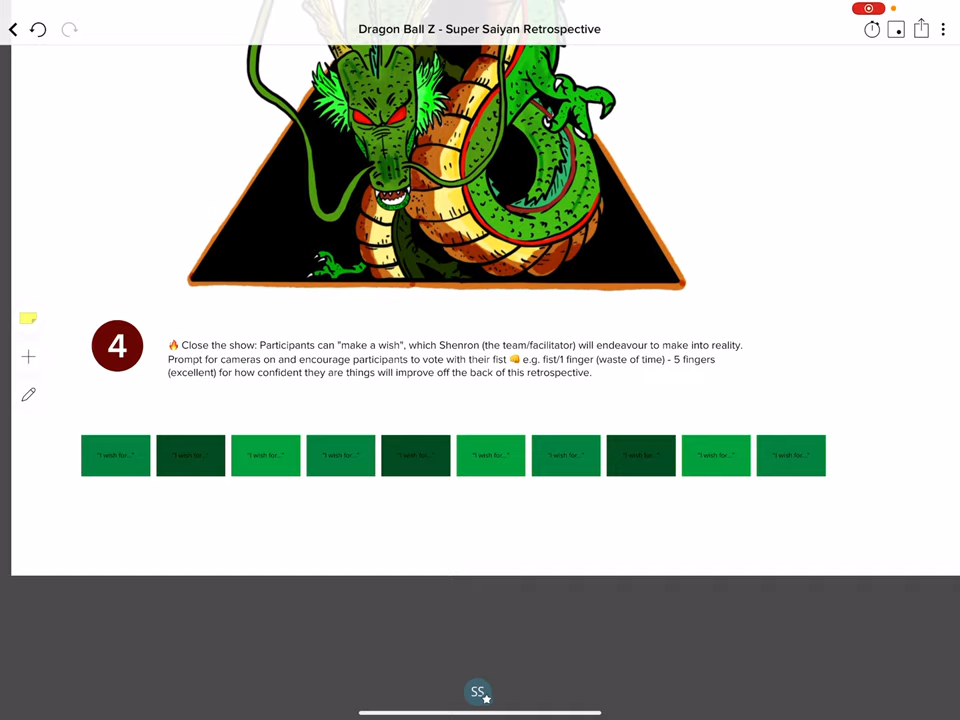 Dragon Ball Z - Super Saiyan Retrospective
4
🔥 Close the show: Participants can "make a wish", which Shenron (the team/facilitator) will endeavour to make into reality.
Prompt for cameras on and encourage participants to vote with their fist 👊 e.g. fist/1 finger (waste of time) - 5 fingers
(excellent) for how confident they are things will improve off the back of this retrospective.
"I wish for..." "I wish for..." "I wish for..." "I wish for..." "I wish for..." "I wish for..." "I wish for..." "I wish for..." "I wish for..." "I wish for..."
SS